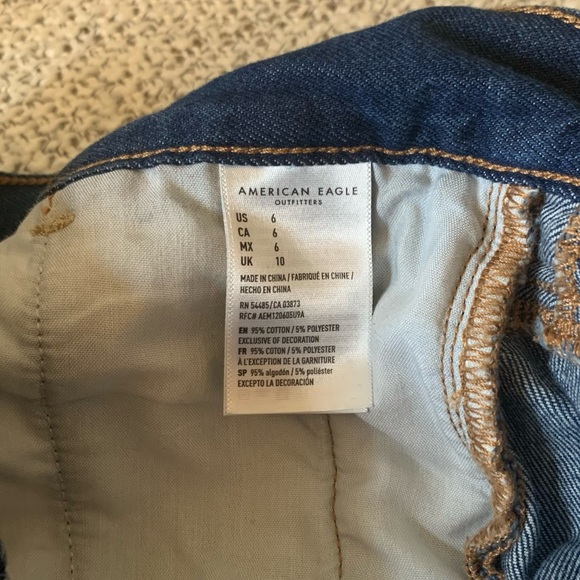 AMERICAN EAGLE
OUTFITTERS
US 6
CA 6
MX 6
UK 10
MADE IN CHINA / FABRIQUÉ EN CHINE /
HECHO EN CHINA
RN 54485/CA 03873
RFC# AEM120605U9A
EN 95% COTTON / 5% POLYESTER
EXCLUSIVE OF DECORATION
FR 95% COTON / 5% POLYESTER
À L'EXCEPTION DE LA GARNITURE
SP 95% algodón / 5% poliéster
EXCEPTO LA DECORACIÓN